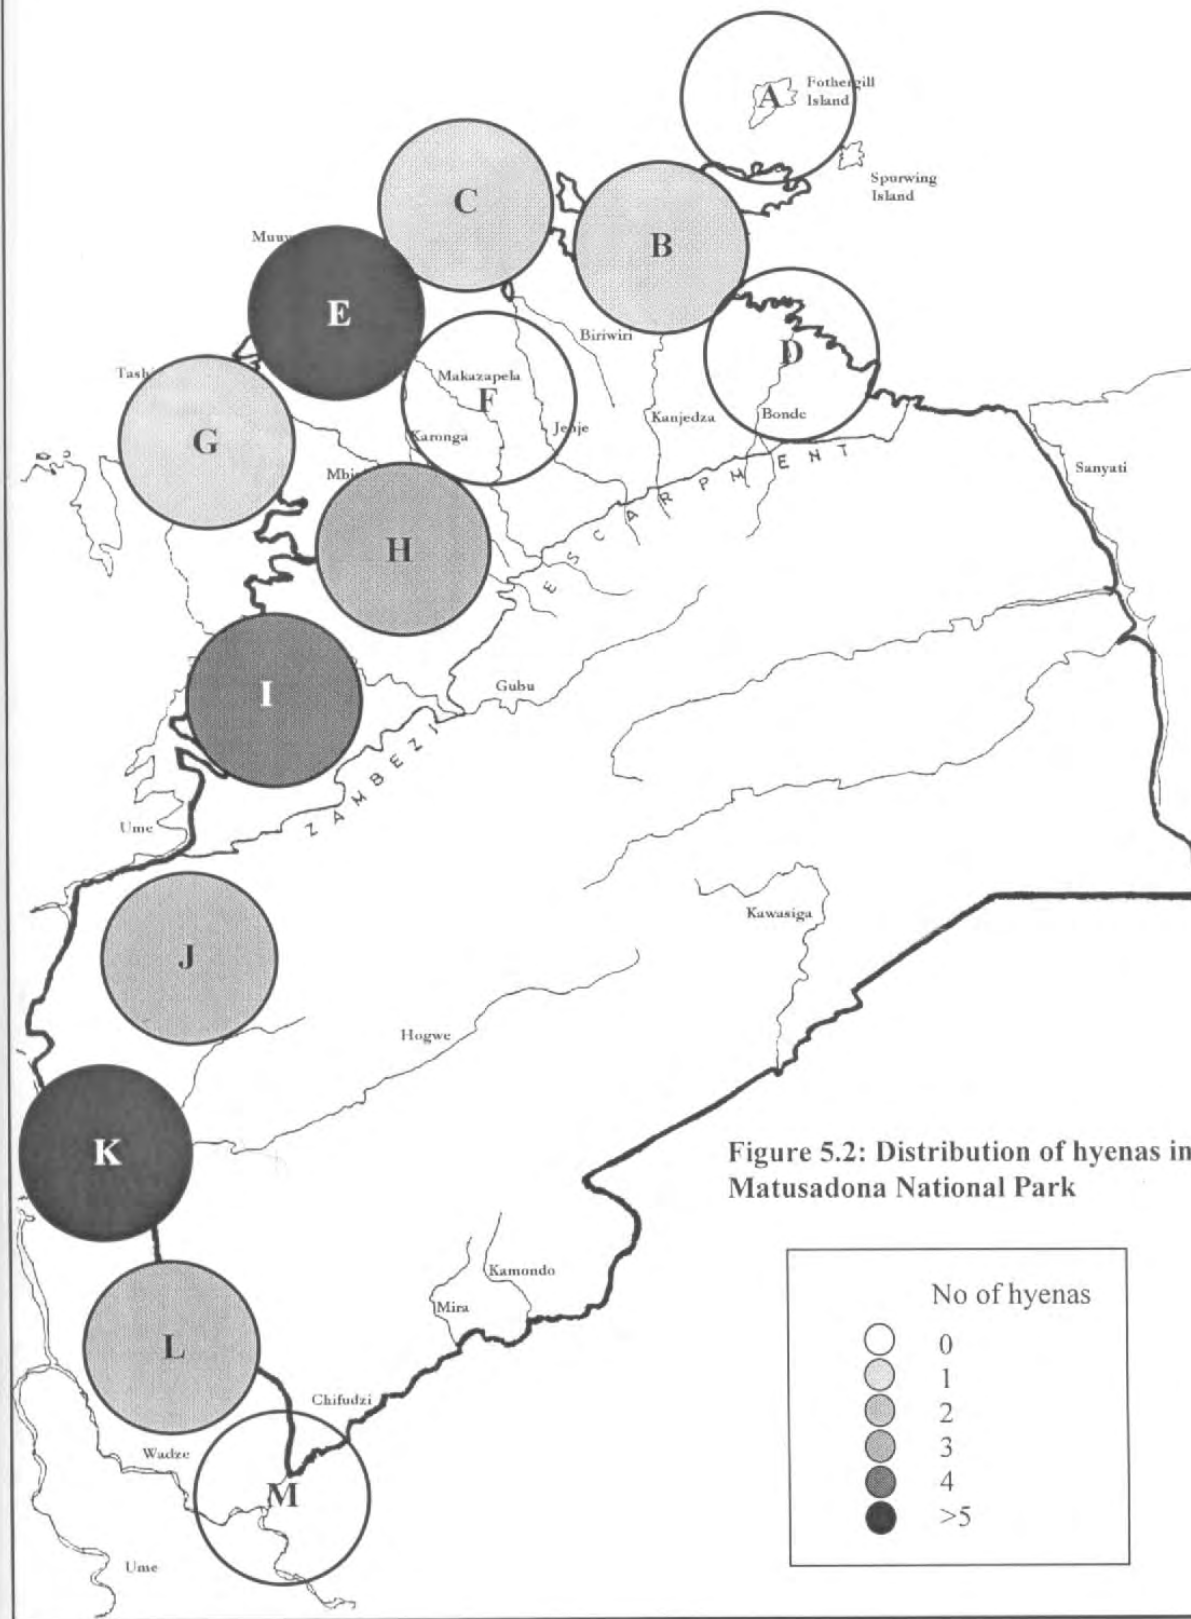 A
Fothergill
Island
Spurwing
Island
C
B
E
Biriwiri
D
Makazapela
F
G
Karonga
Jenje
Kanjedza
Bonde
Sanyati
H
ESCARPMENT
I
Gubu
ZAMBEZI
Ume
J
Kawasiga
Hogwe
K
Figure 5.2: Distribution of hyenas in
Matusadona National Park
Kamondo
Mira
No of hyenas
0
1
2
3
4
>5
L
Chifudzi
Wadze
M
Ume